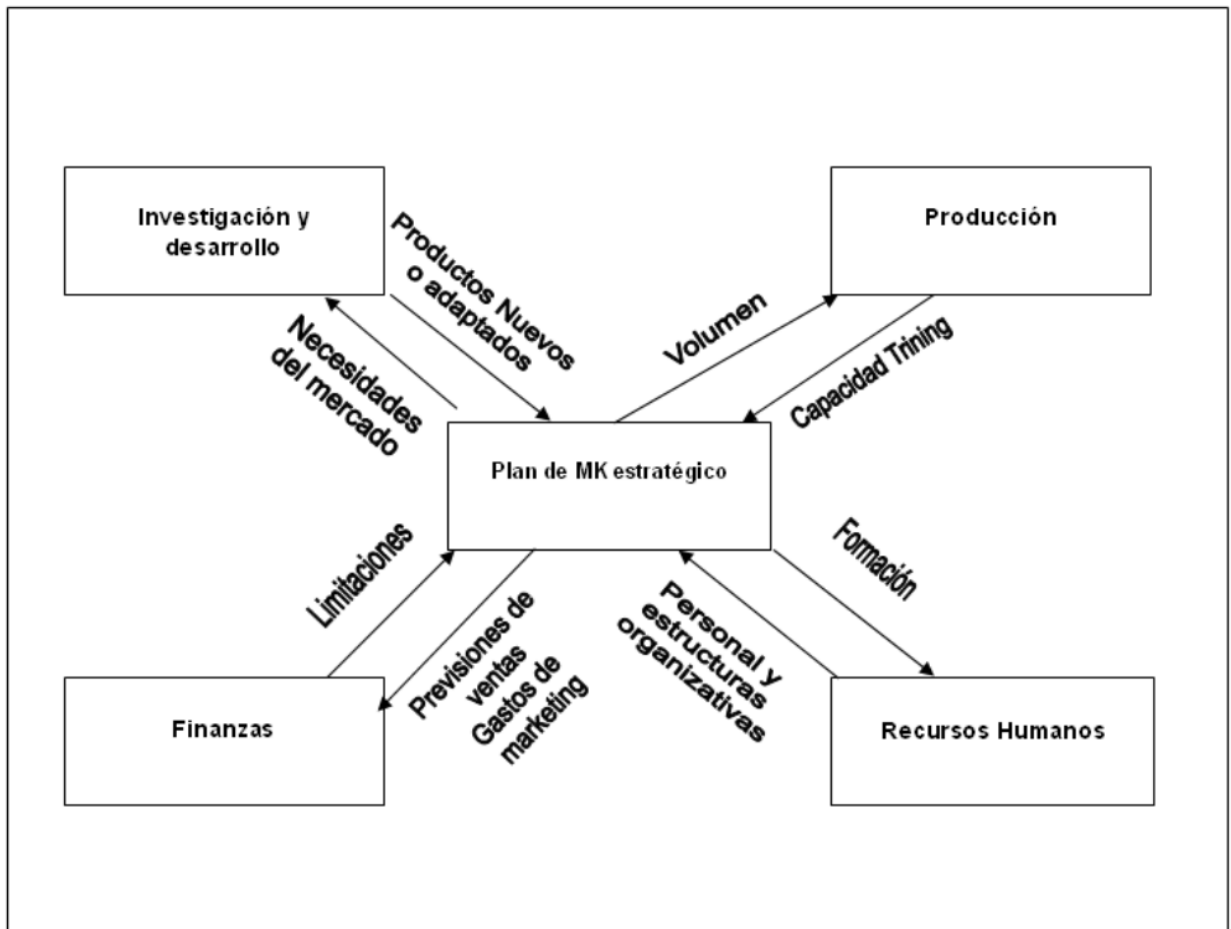 Investigación y
desarrollo
Productos Nuevos
o adaptados
Necesidades
del mercado
Producción
Volumen
Capacidad Trining
Plan de MK estratégico
Limitaciones
Previsiones de
ventas
Gastos de
marketing
Finanzas
Formación
Personal y
estructuras
organizativas
Recursos Humanos